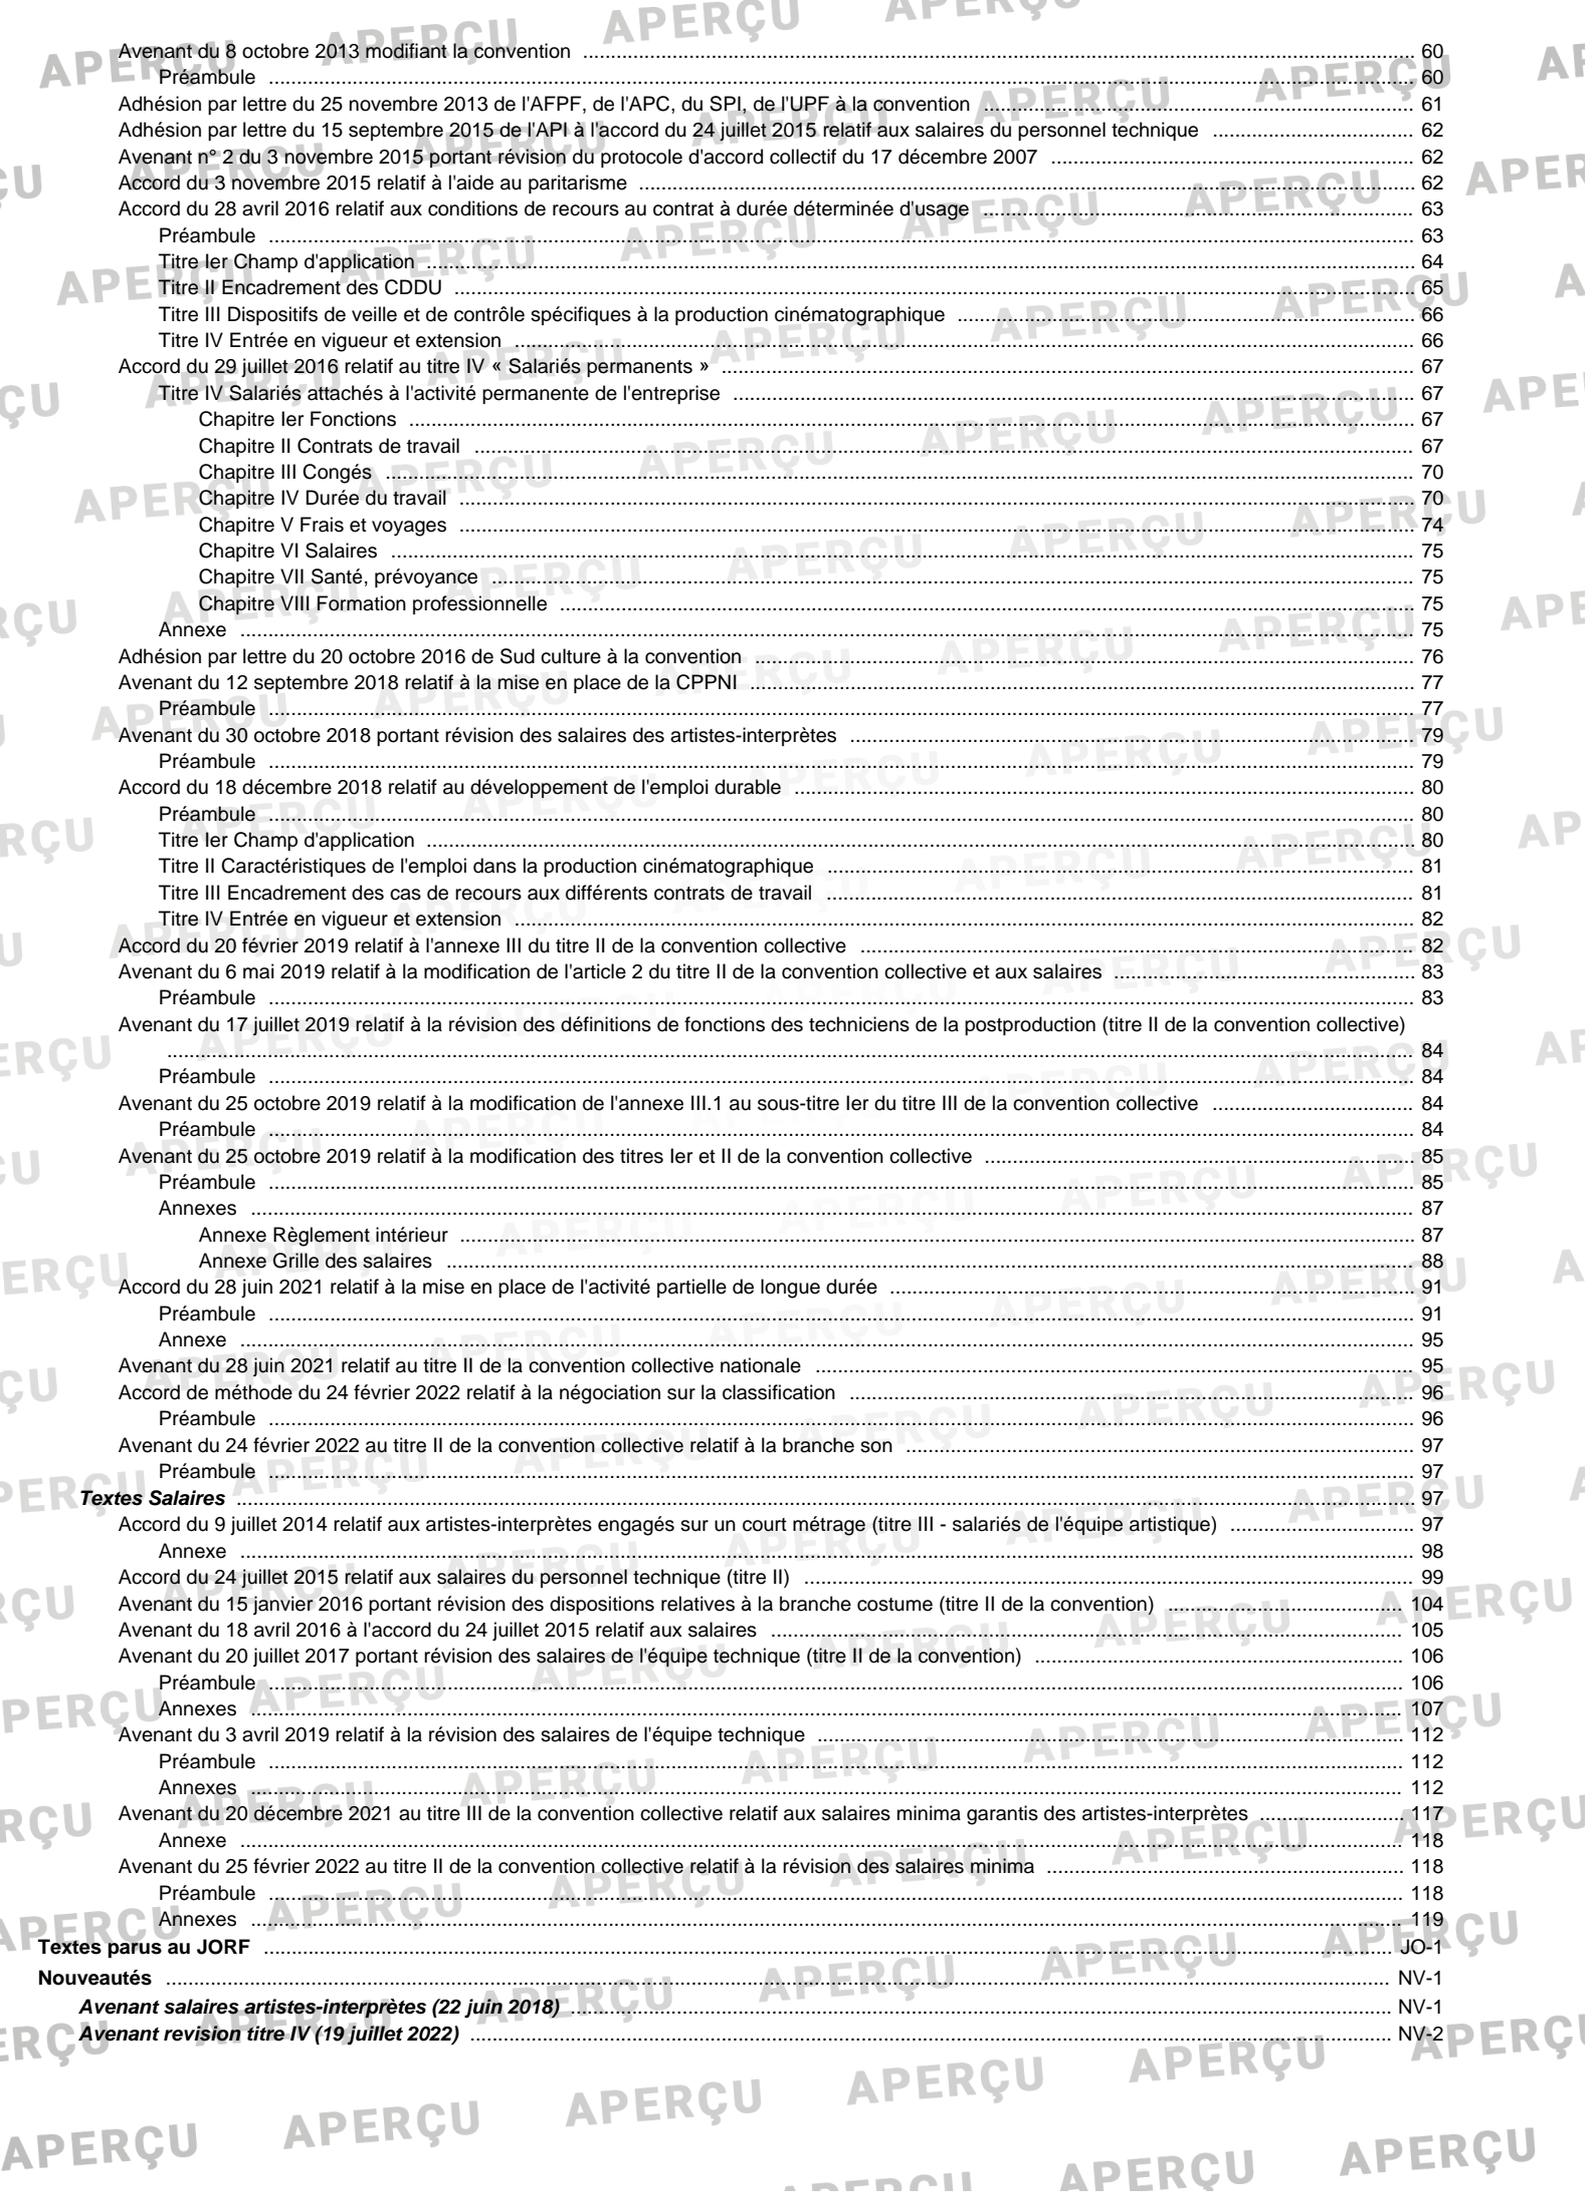 Avenant du 8 octobre 2013 modifiant la convention ........ 60
Préambule ........ 60
Adhésion par lettre du 25 novembre 2013 de l'AFPF, de l'APC, du SPI, de l'UPF à la convention ........ 61
Adhésion par lettre du 15 septembre 2015 de l'API à l'accord du 24 juillet 2015 relatif aux salaires du personnel technique ........ 62
Avenant n° 2 du 3 novembre 2015 portant révision du protocole d'accord collectif du 17 décembre 2007 ........ 62
Accord du 3 novembre 2015 relatif à l'aide au paritarisme ........ 62
Accord du 28 avril 2016 relatif aux conditions de recours au contrat à durée déterminée d'usage ........ 63
Préambule ........ 63
Titre Ier Champ d'application ........ 64
Titre II Encadrement des CDDU ........ 65
Titre III Dispositifs de veille et de contrôle spécifiques à la production cinématographique ........ 66
Titre IV Entrée en vigueur et extension ........ 66
Accord du 29 juillet 2016 relatif au titre IV « Salariés permanents » ........ 67
Titre IV Salariés attachés à l'activité permanente de l'entreprise ........ 67
Chapitre Ier Fonctions ........ 67
Chapitre II Contrats de travail ........ 67
Chapitre III Congés ........ 70
Chapitre IV Durée du travail ........ 70
Chapitre V Frais et voyages ........ 74
Chapitre VI Salaires ........ 75
Chapitre VII Santé, prévoyance ........ 75
Chapitre VIII Formation professionnelle ........ 75
Annexe ........ 75
Adhésion par lettre du 20 octobre 2016 de Sud culture à la convention ........ 76
Avenant du 12 septembre 2018 relatif à la mise en place de la CPPNI ........ 77
Préambule ........ 77
Avenant du 30 octobre 2018 portant révision des salaires des artistes-interprètes ........ 79
Préambule ........ 79
Accord du 18 décembre 2018 relatif au développement de l'emploi durable ........ 80
Préambule ........ 80
Titre Ier Champ d'application ........ 80
Titre II Caractéristiques de l'emploi dans la production cinématographique ........ 81
Titre III Encadrement des cas de recours aux différents contrats de travail ........ 81
Titre IV Entrée en vigueur et extension ........ 82
Accord du 20 février 2019 relatif à l'annexe III du titre II de la convention collective ........ 82
Avenant du 6 mai 2019 relatif à la modification de l'article 2 du titre II de la convention collective et aux salaires ........ 83
Préambule ........ 83
Avenant du 17 juillet 2019 relatif à la révision des définitions de fonctions des techniciens de la postproduction (titre II de la convention collective)
........ 84
Préambule ........ 84
Avenant du 25 octobre 2019 relatif à la modification de l'annexe III.1 au sous-titre Ier du titre III de la convention collective ........ 84
Préambule ........ 84
Avenant du 25 octobre 2019 relatif à la modification des titres Ier et II de la convention collective ........ 85
Préambule ........ 85
Annexes ........ 87
Annexe Règlement intérieur ........ 87
Annexe Grille des salaires ........ 88
Accord du 28 juin 2021 relatif à la mise en place de l'activité partielle de longue durée ........ 91
Préambule ........ 91
Annexe ........ 95
Avenant du 28 juin 2021 relatif au titre II de la convention collective nationale ........ 95
Accord de méthode du 24 février 2022 relatif à la négociation sur la classification ........ 96
Préambule ........ 96
Avenant du 24 février 2022 au titre II de la convention collective relatif à la branche son ........ 97
Préambule ........ 97
Textes Salaires ........ 97
Accord du 9 juillet 2014 relatif aux artistes-interprètes engagés sur un court métrage (titre III - salariés de l'équipe artistique) ........ 97
Annexe ........ 98
Accord du 24 juillet 2015 relatif aux salaires du personnel technique (titre II) ........ 99
Avenant du 15 janvier 2016 portant révision des dispositions relatives à la branche costume (titre II de la convention) ........ 104
Avenant du 18 avril 2016 à l'accord du 24 juillet 2015 relatif aux salaires ........ 105
Avenant du 20 juillet 2017 portant révision des salaires de l'équipe technique (titre II de la convention) ........ 106
Préambule ........ 106
Annexes ........ 107
Avenant du 3 avril 2019 relatif à la révision des salaires de l'équipe technique ........ 112
Préambule ........ 112
Annexes ........ 112
Avenant du 20 décembre 2021 au titre III de la convention collective relatif aux salaires minima garantis des artistes-interprètes ........ 117
Annexe ........ 118
Avenant du 25 février 2022 au titre II de la convention collective relatif à la révision des salaires minima ........ 118
Préambule ........ 118
Annexes ........ 119
Textes parus au JORF ........ JO-1
Nouveautés ........ NV-1
Avenant salaires artistes-interprètes (22 juin 2018) ........ NV-1
Avenant revision titre IV (19 juillet 2022) ........ NV-2
APERÇU